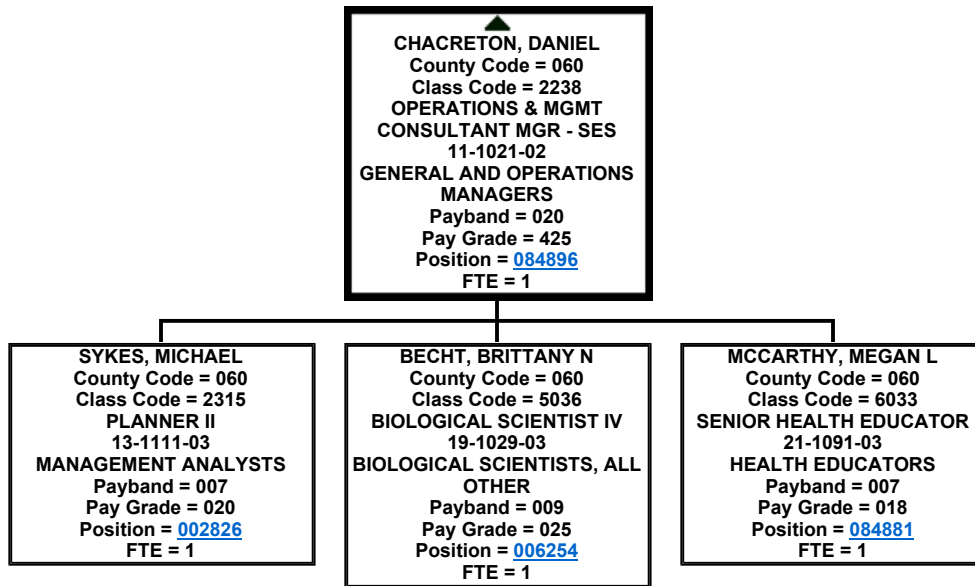 CHACRETON, DANIEL
County Code = 060
Class Code = 2238
OPERATIONS & MGMT
CONSULTANT MGR - SES
11-1021-02
GENERAL AND OPERATIONS
MANAGERS
Payband = 020
Pay Grade = 425
Position = 084896
FTE = 1
SYKES, MICHAEL
County Code = 060
Class Code = 2315
PLANNER II
13-1111-03
MANAGEMENT ANALYSTS
Payband = 007
Pay Grade = 020
Position = 002826
FTE = 1
BECHT, BRITTANY N
County Code = 060
Class Code = 5036
BIOLOGICAL SCIENTIST IV
19-1029-03
BIOLOGICAL SCIENTISTS, ALL
OTHER
Payband = 009
Pay Grade = 025
Position = 006254
FTE = 1
MCCARTHY, MEGAN L
County Code = 060
Class Code = 6033
SENIOR HEALTH EDUCATOR
21-1091-03
HEALTH EDUCATORS
Payband = 007
Pay Grade = 018
Position = 084881
FTE = 1